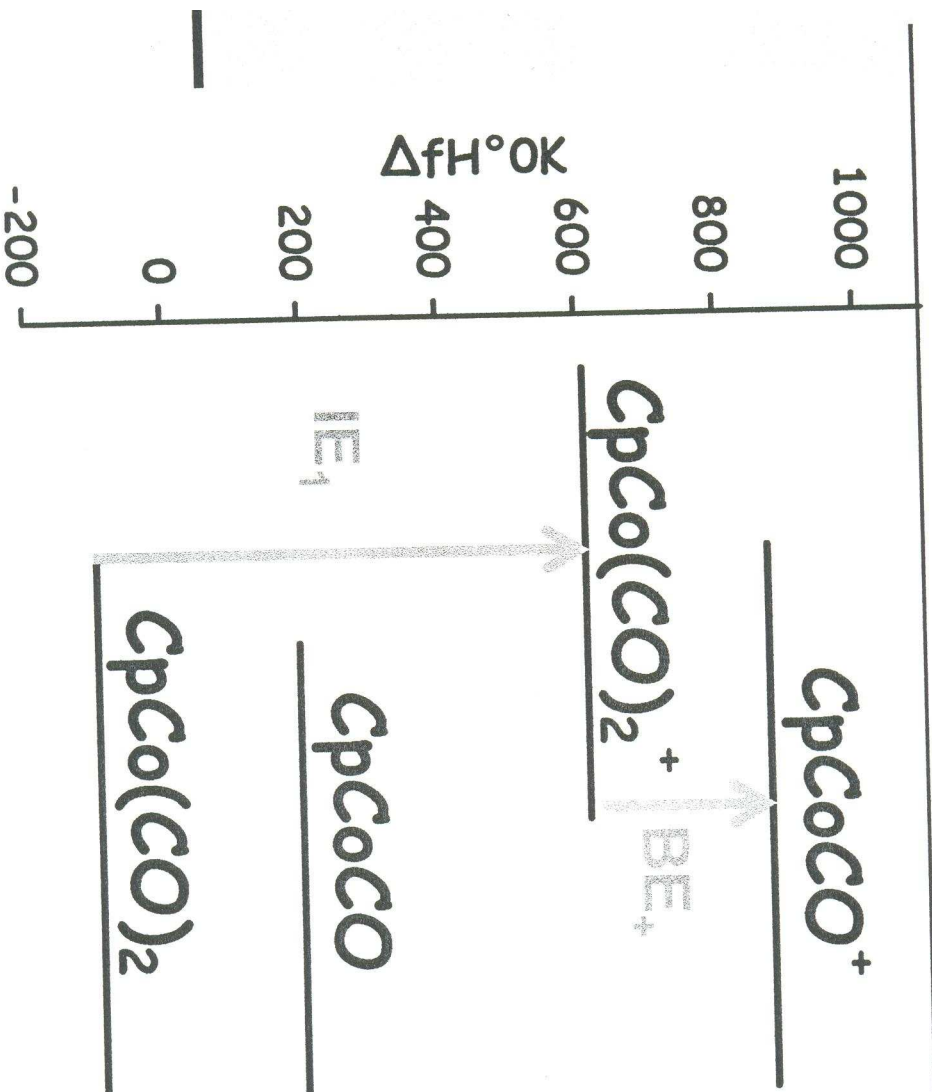 ΔfH°0K
1000
800
600
400
200
0
-200
CpCoCO⁺
BE₊
CpCo(CO)₂⁺
IE₁
CpCoCO
CpCo(CO)₂